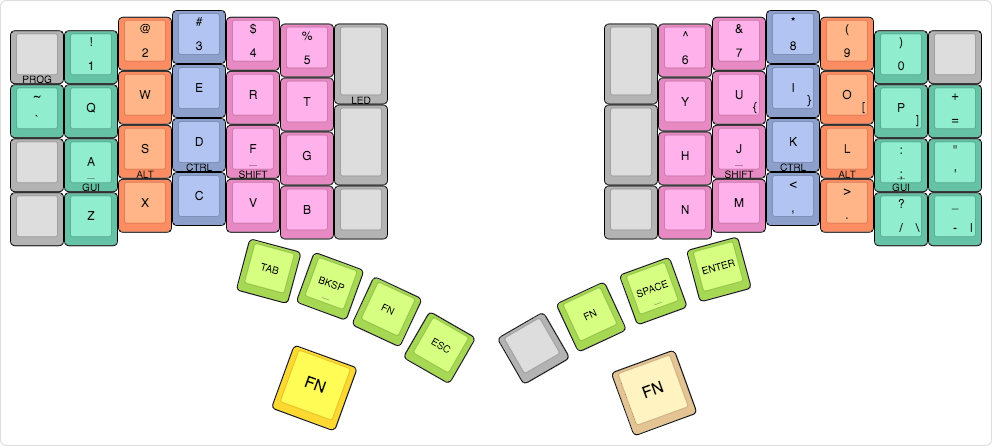 ! @ # $ % ^ & * ( )
1 2 3 4 5 6 7 8 9 0
PROG
~ Q W E R T LED Y U { I } O [ P ] +
` =
A S D F _ G H J _ K L : "
_ ; '
GUI ALT CTRL SHIFT SHIFT CTRL ALT GUI
Z X C V B N M < > ? _
, . / \ - |
TAB BKSP _ FN ESC FN SPACE _ ENTER
FN FN